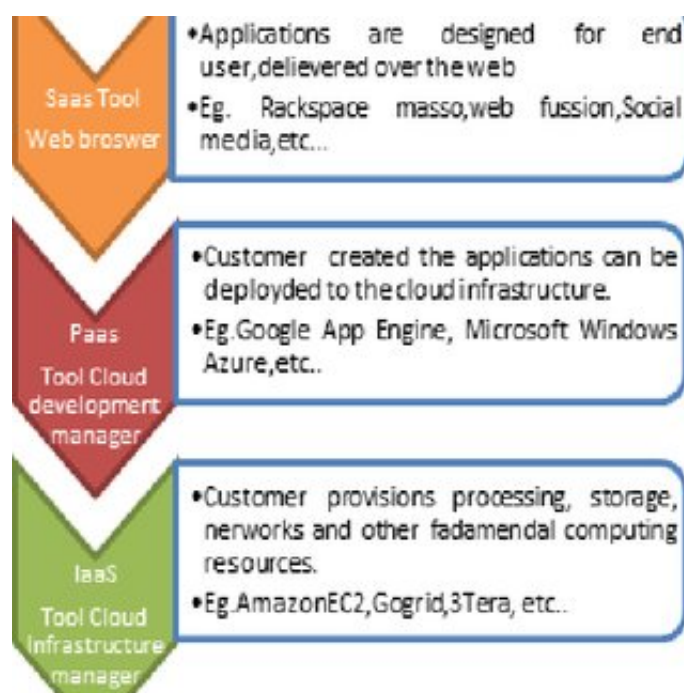 Saas Tool
Web broswer
•Applications are designed for end
user,delievered over the web
•Eg. Rackspace masso,web fussion,Social
media,etc...
Paas
Tool Cloud
development
manager
•Customer created the applications can be
deployded to the cloud infrastructure.
•Eg.Google App Engine, Microsoft Windows
Azure,etc..
IaaS
Tool Cloud
Infrastructure
manager
•Customer provisions processing, storage,
nerworks and other fadamendal computing
resources.
•Eg.AmazonEC2,Gogrid,3Tera, etc..